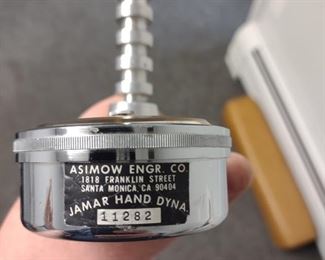 ASIMOW ENGR. CO.
1818 FRANKLIN STREET
SANTA MONICA, CA 90404
JAMAR HAND DYNA.
11282